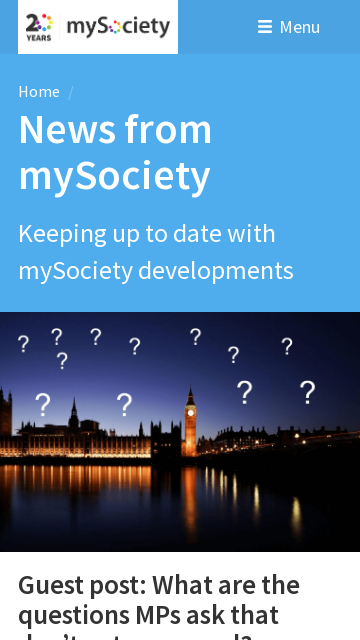 20 YEARS mySociety
Menu
Home /
News from
mySociety
Keeping up to date with
mySociety developments
? ? ? ? ? ? ? ?
? ? ? ?
Guest post: What are the
questions MPs ask that